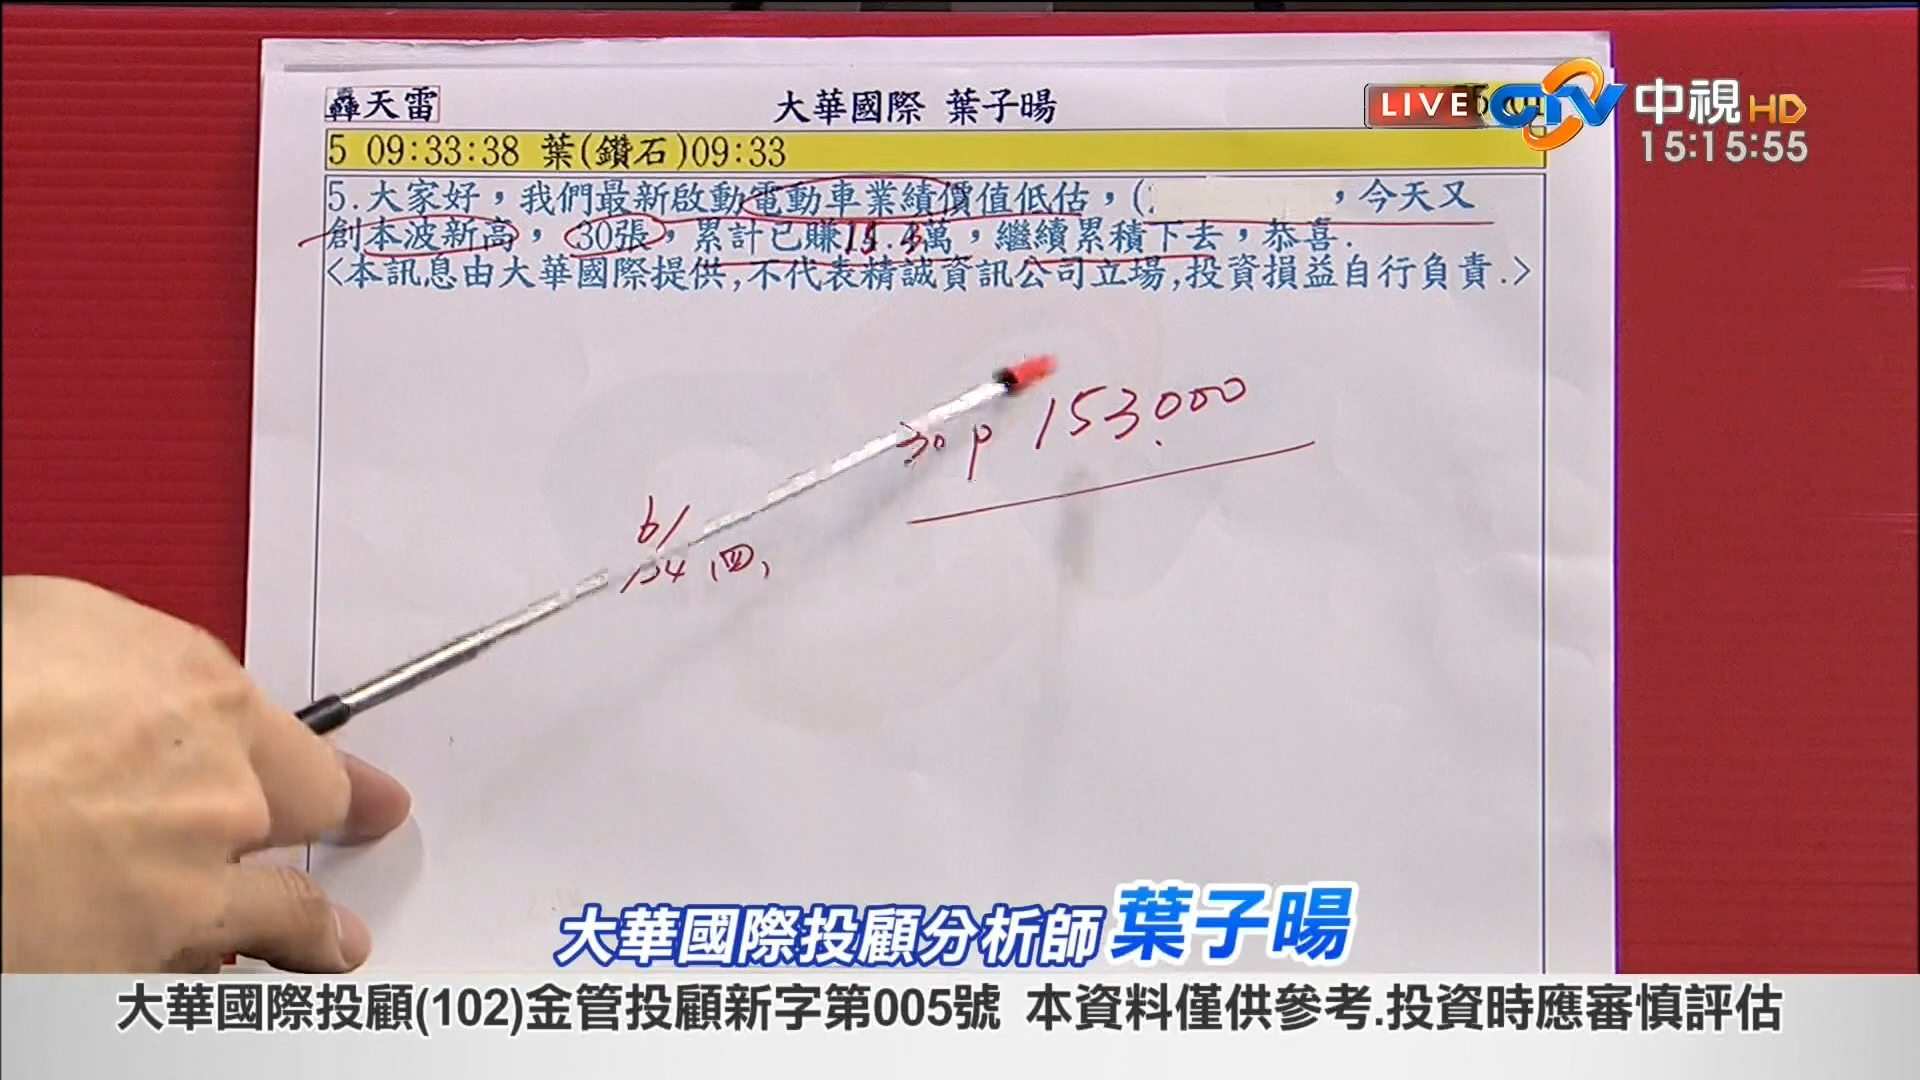 轟天雷 大華國際 葉子暘
LIVE CTV 中視HD
15:15:55
5 09:33:38 葉(鑽石)09:33
5.大家好，我們最新啟動電動車業績價值低估，( ，今天又
創本波新高，30張，累計已賺15.3萬，繼續累積下去，恭喜.
<本訊息由大華國際提供,不代表精誠資訊公司立場,投資損益自行負責.>
30 p 153000
6/
(四)
大華國際投顧分析師 葉子暘
大華國際投顧(102)金管投顧新字第005號 本資料僅供參考.投資時應審慎評估